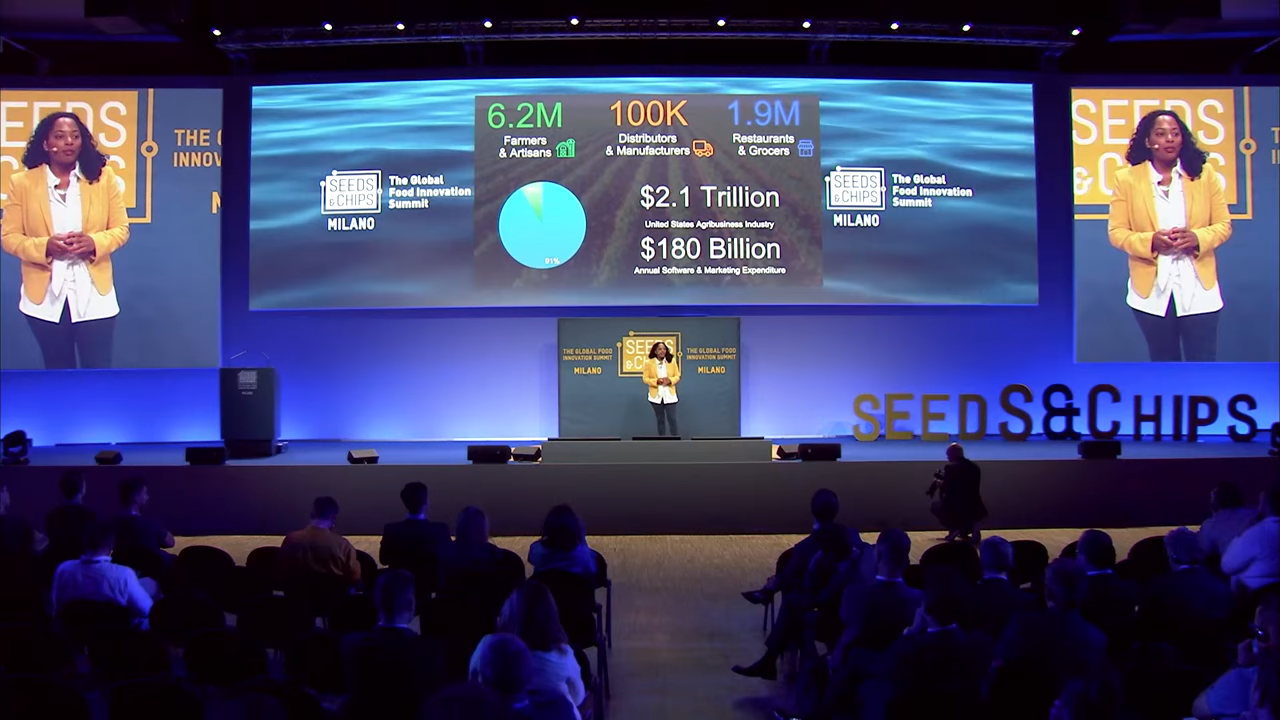 SEEDS
& CH
THE G
INNOV
M
6.2M
Farmers
& Artisans
100K
Distributors
& Manufacturers
1.9M
Restaurants
& Grocers
SEEDS
&CHIPS
MILANO
The Global
Food Innovation
Summit
91%
$2.1 Trillion
United States Agribusiness Industry
$180 Billion
Annual Software & Marketing Expenditure
SEEDS
&CHIPS
MILANO
The Global
Food Innovation
Summit
SEEDS
& C
THE GLOBAL FOOD
INNOVATION SUMMIT
MILANO
SEEDS
& CH
THE GLOBAL FOOD
INNOVATION SUMMIT
MILANO
SEEDS&CHIPS